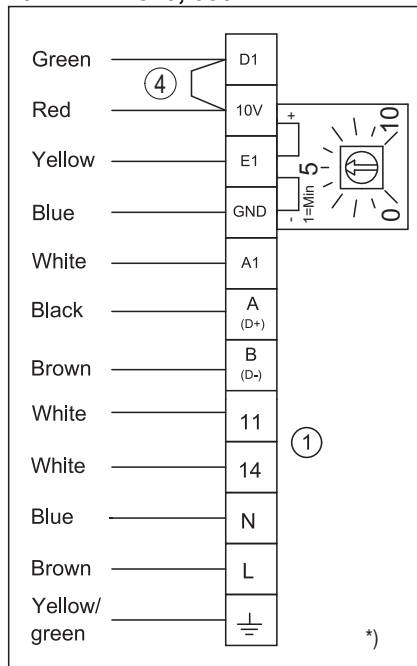 Green D1
④
Red 10V
Yellow E1
Blue GND
+
-
1=Min
0
5
10
White A1
Black A
(D+)
Brown B
(D-)
White 11
①
White 14
Blue N
Brown L
Yellow/
green
*)